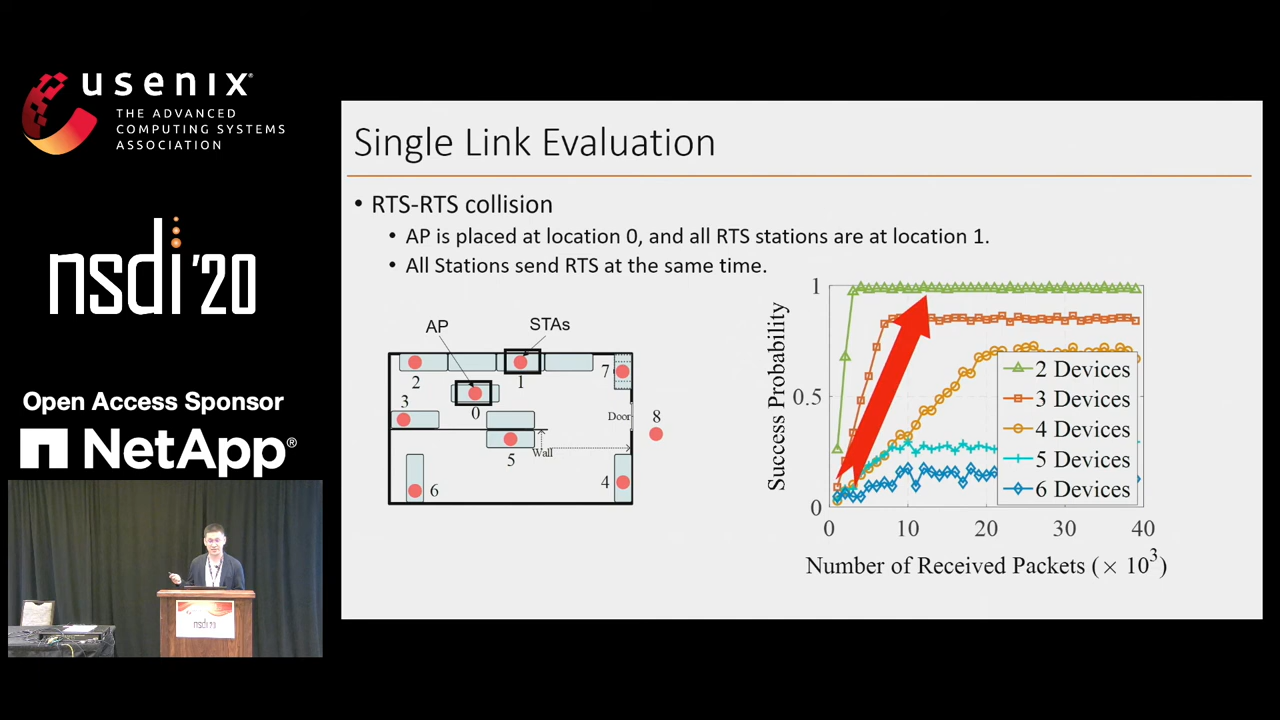 usenix
THE ADVANCED
COMPUTING SYSTEMS
ASSOCIATION
nsdi '20
Open Access Sponsor
NetApp®
nsdi'20
Single Link Evaluation
• RTS-RTS collision
• AP is placed at location 0, and all RTS stations are at location 1.
• All Stations send RTS at the same time.
AP
STAs
2
1
7
0
3
Door
8
Wall
5
6
4
Success Probability
1
0.5
0
2 Devices
3 Devices
4 Devices
5 Devices
6 Devices
0 10 20 30 40
Number of Received Packets (× 10³)